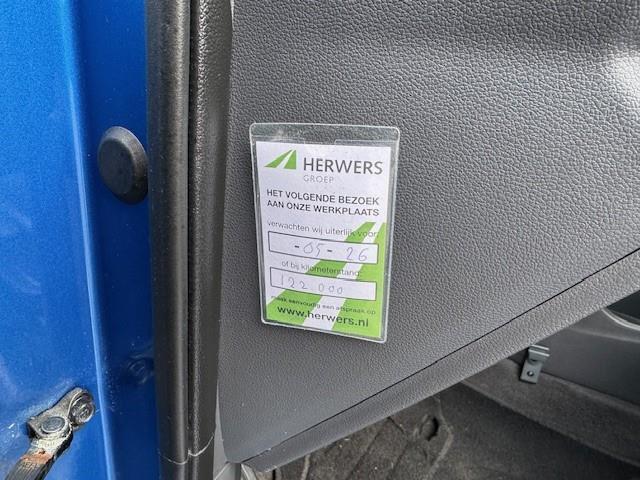 HERWERS
GROEP
HET VOLGENDE BEZOEK
AAN ONZE WERKPLAATS
verwachten wij uiterlijk voor:
-05-26
of bij kilometerstand:
122.000
maak eenvoudig een afspraak op
www.herwers.nl